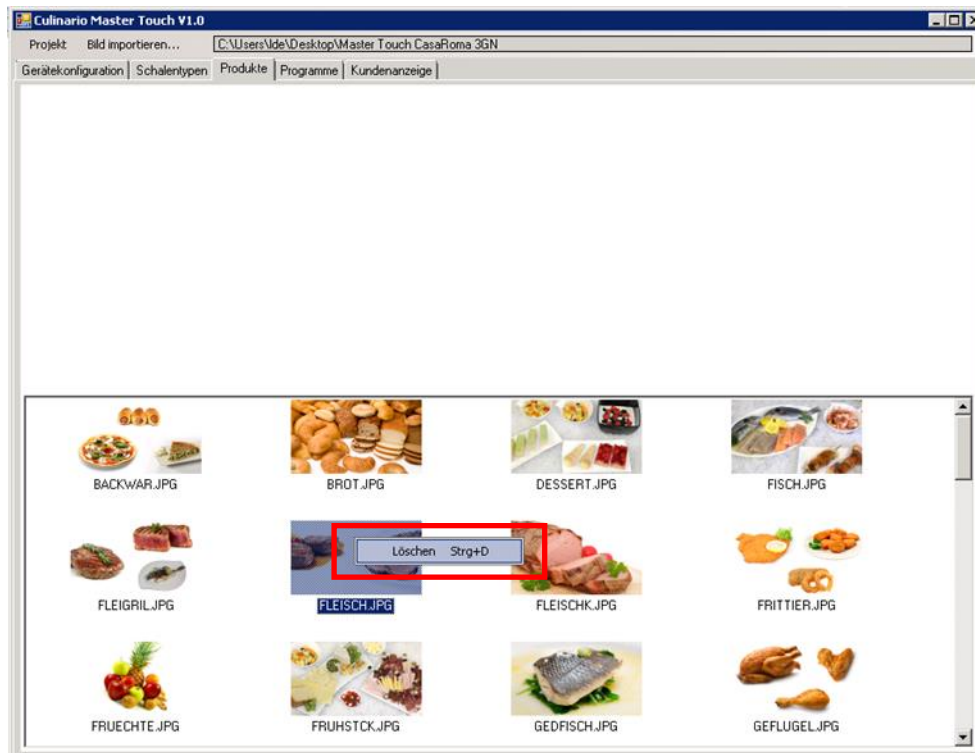 Culinario Master Touch V1.0
Projekt Bild importieren... C:\Users\lde\Desktop\Master Touch CasaRoma 3GN
Gerätekonfiguration Schalentypen Produkte Programme Kundenanzeige
BACKWAR.JPG BROT.JPG DESSERT.JPG FISCH.JPG
Löschen Strg+D
FLEIGRIL.JPG FLEISCH.JPG FLEISCHK.JPG FRITTIER.JPG
FRUECHTE.JPG FRUHSTCK.JPG GEDFISCH.JPG GEFLUGEL.JPG